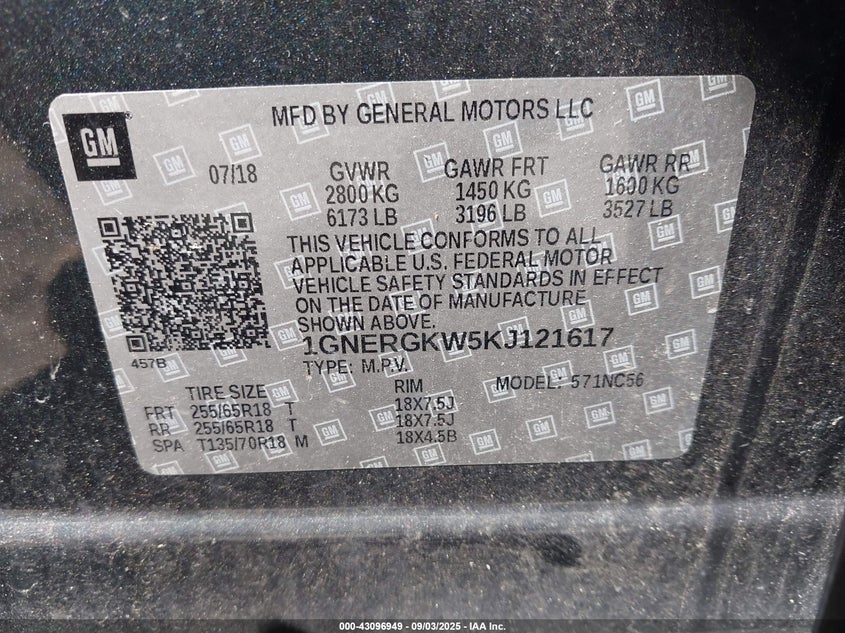 MFD BY GENERAL MOTORS LLC
GM
07/18
GVWR
2800 KG
6173 LB
GAWR FRT
1450 KG
3196 LB
GAWR RR
1600 KG
3527 LB
THIS VEHICLE CONFORMS TO ALL
APPLICABLE U.S. FEDERAL MOTOR
VEHICLE SAFETY STANDARDS IN EFFECT
ON THE DATE OF MANUFACTURE
SHOWN ABOVE.
457B
1GNERGKW5KJ121617
TYPE: M.P.V.
MODEL: 571NC56
TIRE SIZE RIM
FRT 255/65R18 T 18X7.5J
RR 255/65R18 T 18X7.5J
SPA T135/70R18 M 18X4.5B
000-43096949 - 09/03/2025 - IAA Inc.